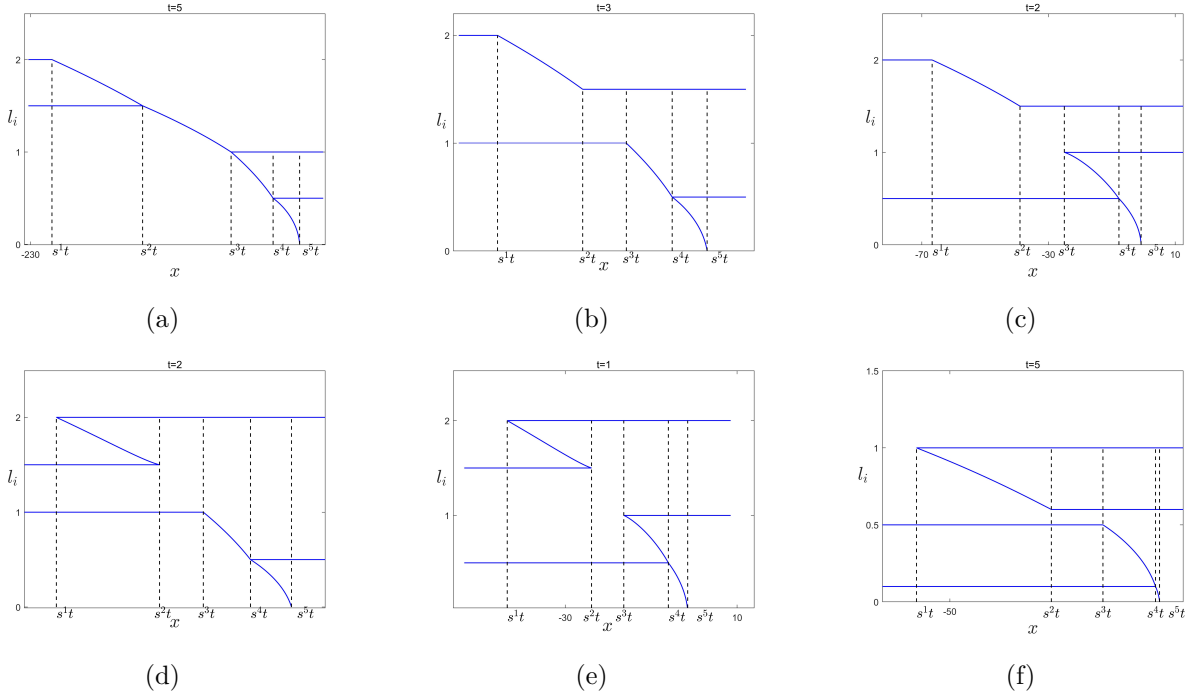 t=5
2
l_i
1
0
-230
s^1t
s^2t
s^3t
s^4t
s^5t
x
(a)
t=3
2
l_i
1
0
s^1t
s^2t
x
s^3t
s^4t
s^5t
(b)
t=2
2
l_i
1
0
-70
s^1t
s^2t
-30
s^3t
s^4t
s^5t
10
x
(c)
t=2
2
l_i
1
0
s^1t
x
s^2t
s^3t
s^4t
s^5t
(d)
t=1
2
l_i
1
0
s^1t
-30
s^2t
s^3t
x
s^4t
s^5t
10
(e)
t=5
1.5
1
l_i
0.5
0
s^1t
-50
s^2t
s^3t
s^4t
s^5t
x
(f)